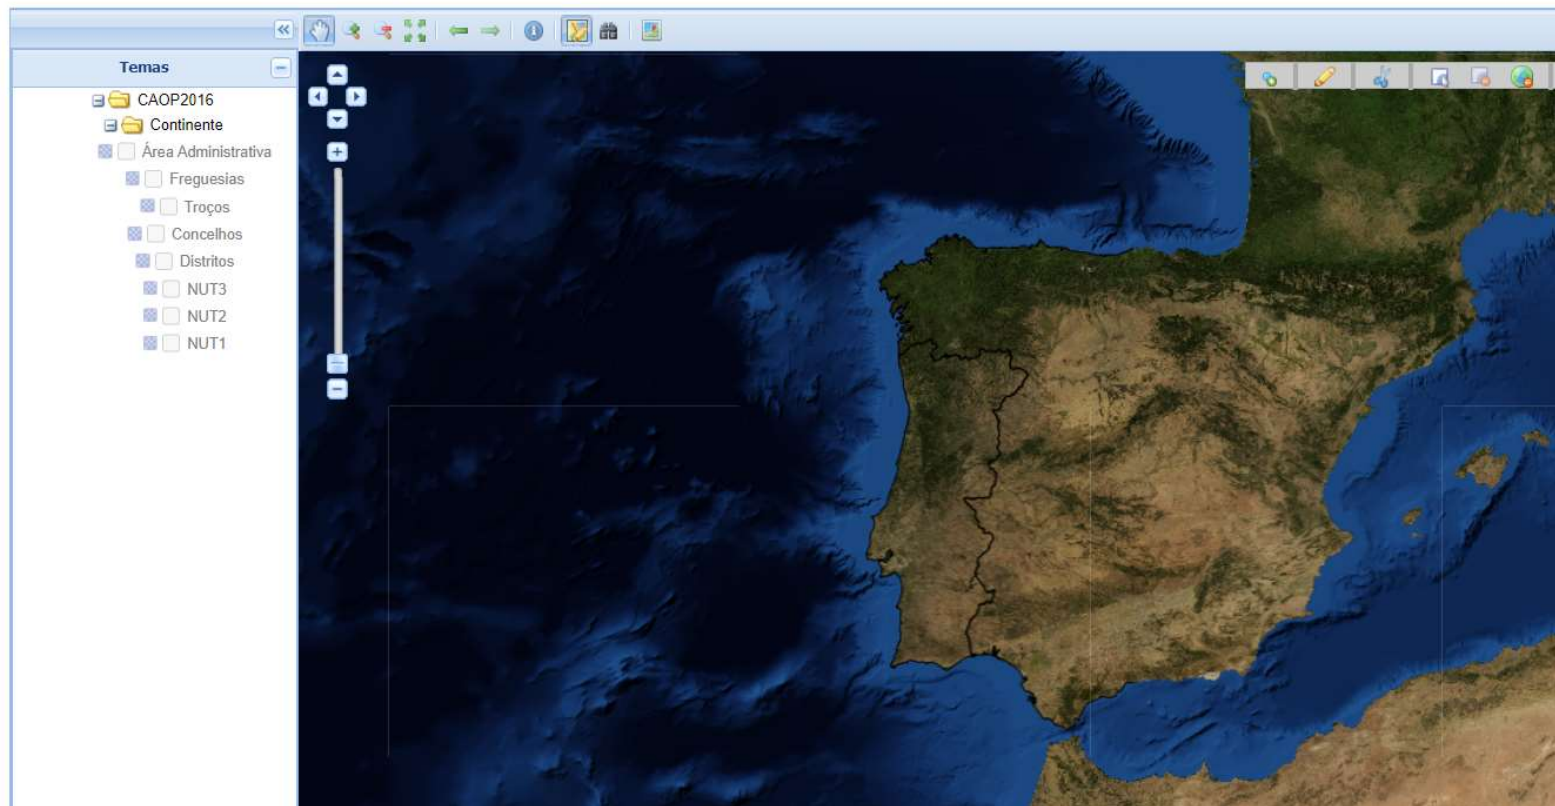 Temas
CAOP2016
Continente
Área Administrativa
Freguesias
Troços
Concelhos
Distritos
NUT3
NUT2
NUT1